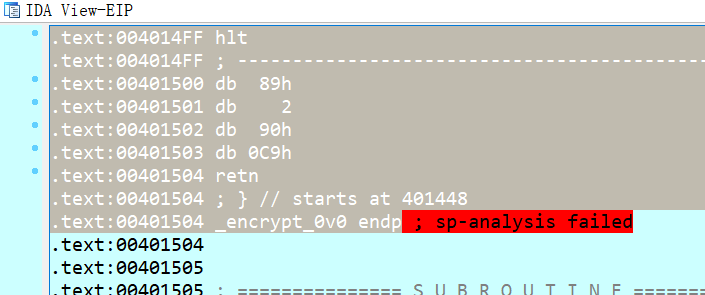 IDA View-EIP
.text:004014FF hlt
.text:004014FF ; -------------------------------------------
.text:00401500 db  89h
.text:00401501 db    2
.text:00401502 db  90h
.text:00401503 db 0C9h
.text:00401504 retn
.text:00401504 ; } // starts at 401448
.text:00401504 _encrypt_0v0 endp ; sp-analysis failed
.text:00401504
.text:00401505
.text:00401505 ; =============== S U B R O U T I N E =======